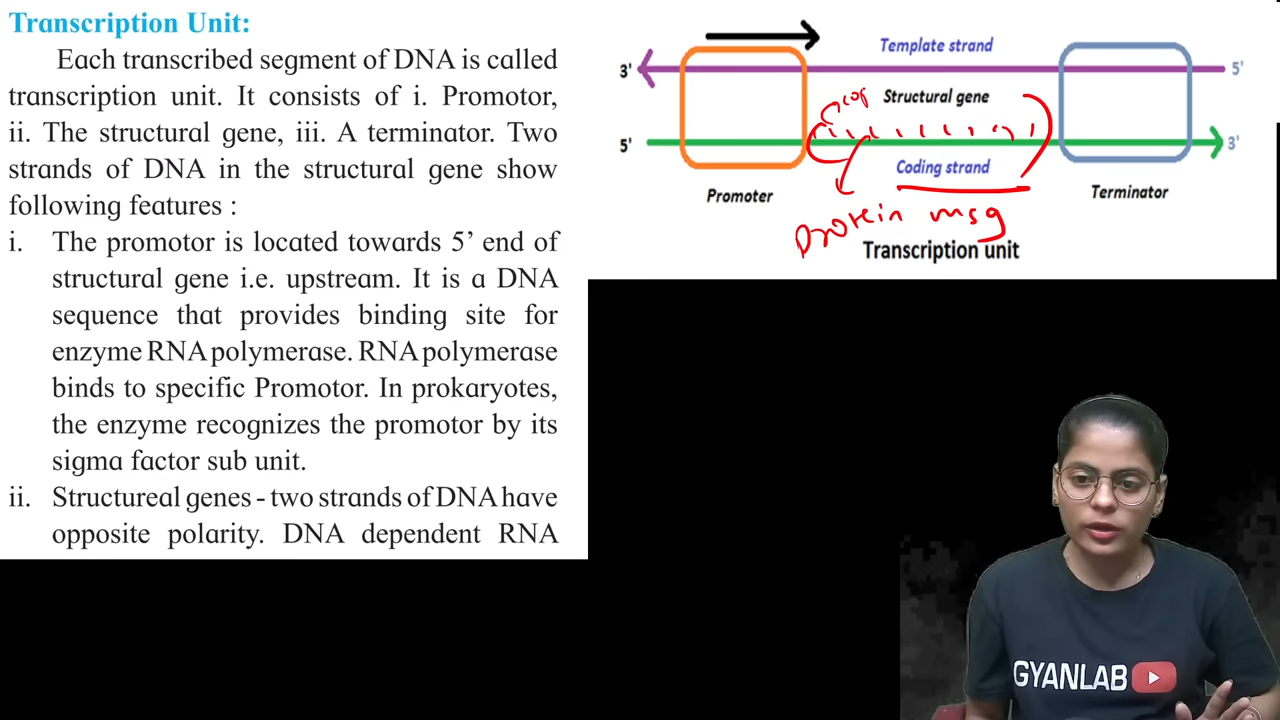 Transcription Unit:
Each transcribed segment of DNA is called
transcription unit. It consists of i. Promotor,
ii. The structural gene, iii. A terminator. Two
strands of DNA in the structural gene show
following features :
i. The promotor is located towards 5’ end of
structural gene i.e. upstream. It is a DNA
sequence that provides binding site for
enzyme RNA polymerase. RNA polymerase
binds to specific Promotor. In prokaryotes,
the enzyme recognizes the promotor by its
sigma factor sub unit.
ii. Structureal genes - two strands of DNA have
opposite polarity. DNA dependent RNA
Template strand
3' 5'
Structural gene
5' 3'
Coding strand
Promoter Terminator
Protein msg
Transcription unit
GYANLAB